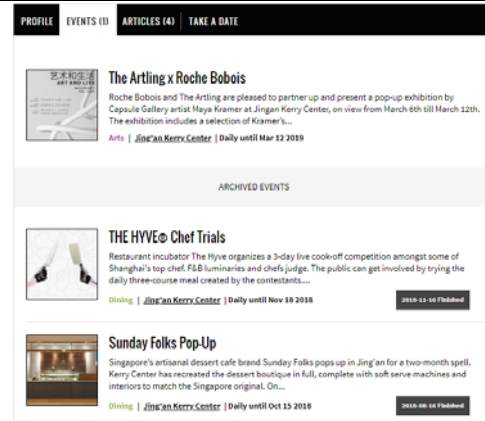 PROFILE EVENTS (1) ARTICLES (4) TAKE A DATE
艺术和生活
ART AND LIFE
The Artling x Roche Bobois
Roche Bobois and The Artling are pleased to partner up and present a pop-up exhibition by
Capsule Gallery artist Maya Kramer at Jingan Kerry Center, on view from March 6th till March 12th.
The exhibition includes a selection of Kramer's...
Arts | Jing'an Kerry Center | Daily until Mar 12 2019
ARCHIVED EVENTS
THE HYVE® Chef Trials
Restaurant incubator The Hyve organizes a 3-day live cook-off competition amongst some of
Shanghai's top chef. F&B luminaries and chefs judge. The public can get involved by trying the
daily three-course meal created by the contestants....
Dining | Jing'an Kerry Center | Daily until Nov 18 2018
2018-11-16 Finished
Sunday Folks Pop-Up
Singapore's artisanal dessert cafe brand Sunday Folks pops up in Jing'an for a two-month spell.
Kerry Center has recreated the dessert boutique in full, complete with soft serve machines and
interiors to match the Singapore original. On...
Dining | Jing'an Kerry Center | Daily until Oct 15 2018
2018-08-16 Finished